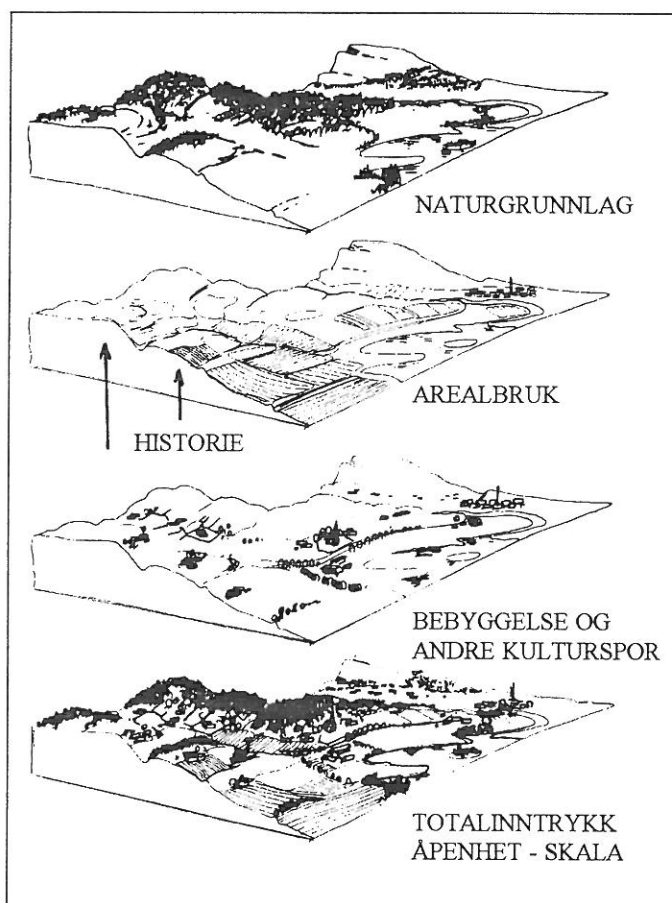 NATURGRUNNLAG
AREALBRUK
HISTORIE
BEBYGGELSE OG
ANDRE KULTURSPOR
TOTALINNTRYKK
ÅPENHET - SKALA